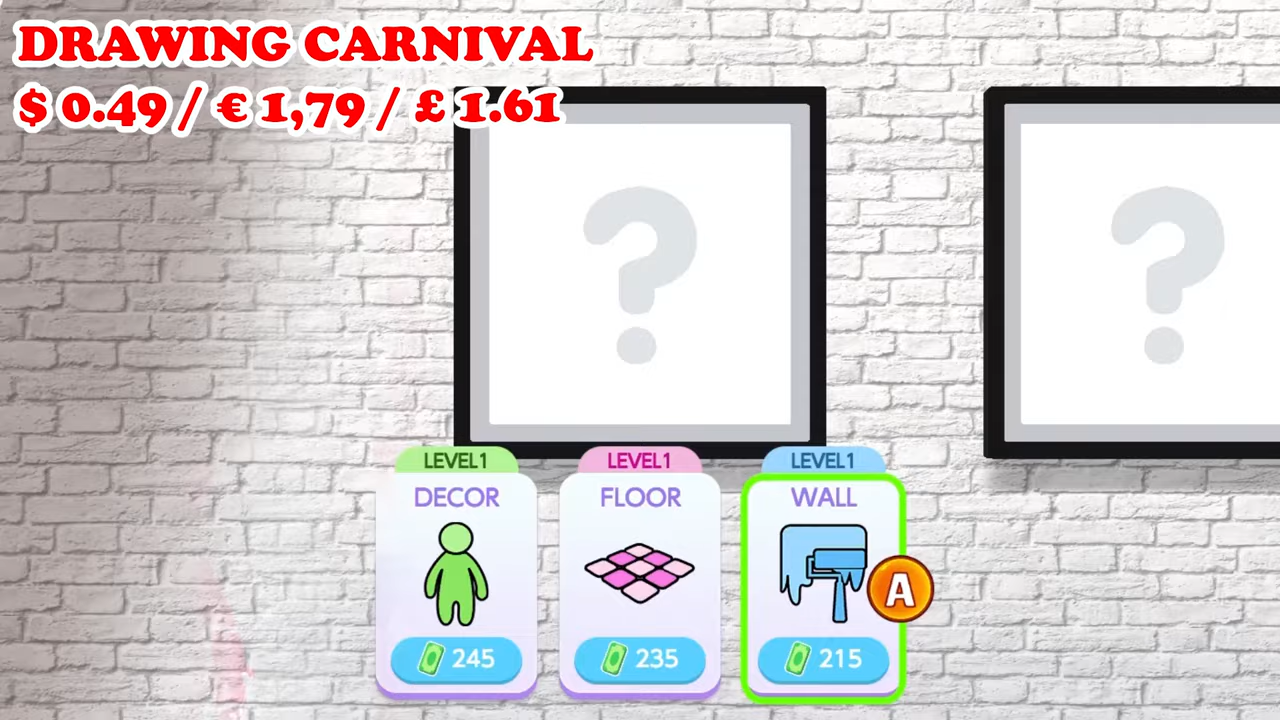 DRAWING CARNIVAL
$ 0.49 / € 1,79 / £ 1.61
? ?
LEVEL1 LEVEL1 LEVEL1
DECOR FLOOR WALL
A
245 235 215